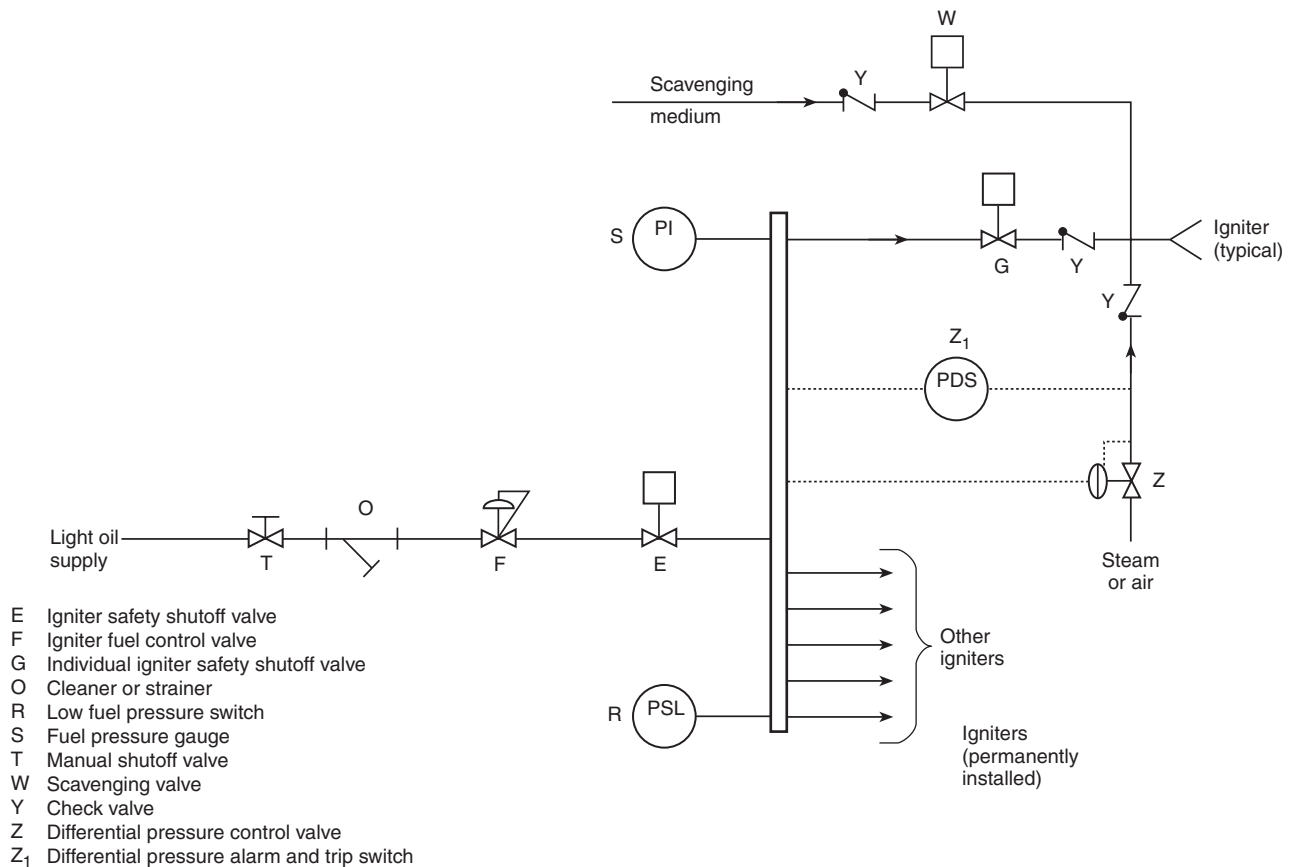 W
Scavenging
medium
Y
S
PI
G
Y
Igniter
(typical)
Y
Z1
PDS
Z
Steam
or air
Light oil
supply
T
O
F
E
Other
igniters
R
PSL
Igniters
(permanently
installed)
E Igniter safety shutoff valve
F Igniter fuel control valve
G Individual igniter safety shutoff valve
O Cleaner or strainer
R Low fuel pressure switch
S Fuel pressure gauge
T Manual shutoff valve
W Scavenging valve
Y Check valve
Z Differential pressure control valve
Z1 Differential pressure alarm and trip switch